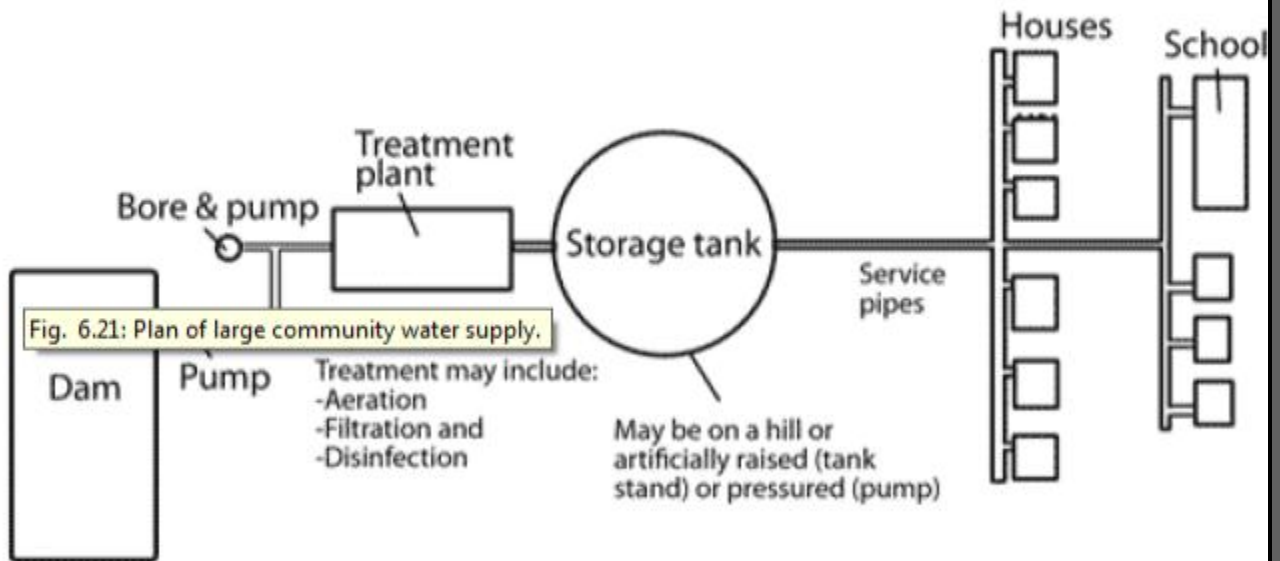 Houses
School
Treatment
plant
Bore & pump
Storage tank
Service
pipes
Fig. 6.21: Plan of large community water supply.
Dam
Pump
Treatment may include:
-Aeration
-Filtration and
-Disinfection
May be on a hill or
artificially raised (tank
stand) or pressured (pump)